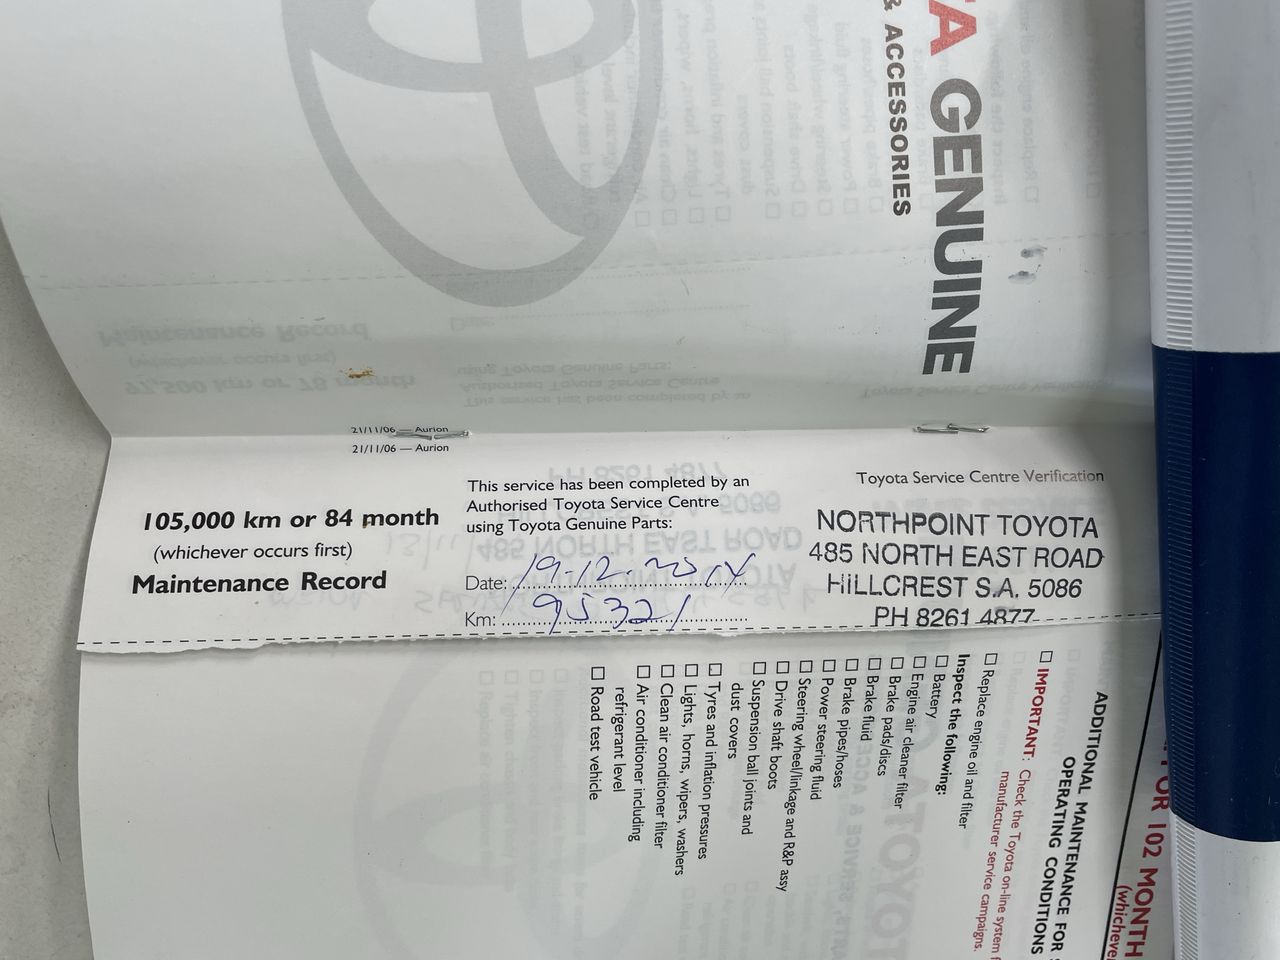 GENUINE
& ACCESSORIES
21/11/06 — Aurion
21/11/06 — Aurion
105,000 km or 84 month
(whichever occurs first)
Maintenance Record
This service has been completed by an
Authorised Toyota Service Centre
using Toyota Genuine Parts:
Date: 19-12-2014
Km: 95321
Toyota Service Centre Verification
NORTHPOINT TOYOTA
485 NORTH EAST ROAD
HILLCREST S.A. 5086
PH 8261 4877
OR 102 MONTH
ADDITIONAL MAINTENANCE FOR
OPERATING CONDITIONS
☐ IMPORTANT: Check the Toyota on-line system
manufacturer service campaigns.
☐ Replace engine oil and filter
Inspect the following:
☐ Battery
☐ Engine air cleaner filter
☐ Brake pads/discs
☐ Brake fluid
☐ Brake pipes/hoses
☐ Power steering fluid
☐ Steering wheel/linkage and R&P assy
☐ Drive shaft boots
☐ Suspension ball joints and
dust covers
☐ Tyres and inflation pressures
☐ Lights, horns, wipers, washers
☐ Clean air conditioner filter
☐ Air conditioner including
refrigerant level
☐ Road test vehicle